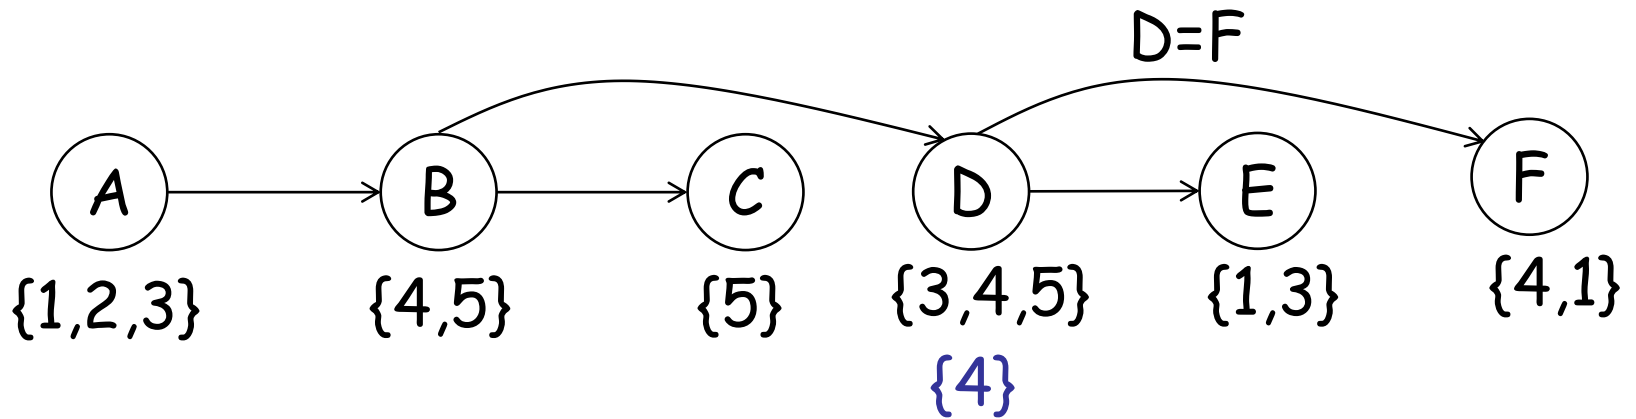 D=F
A B C D E F
{1,2,3} {4,5} {5} {3,4,5} {1,3} {4,1}
{4}